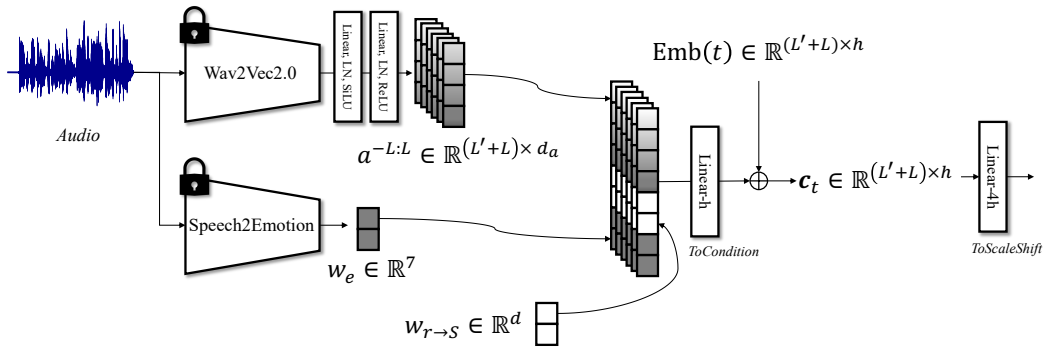 Audio
Wav2Vec2.0
Linear, LN, SiLU
Linear, LN, ReLU
a^{-L:L} ∈ ℝ^{(L′+L)× d_a}
Speech2Emotion
w_e ∈ ℝ^7
w_{r→S} ∈ ℝ^d
Linear-h
ToCondition
Emb(t) ∈ ℝ^{(L′+L)×h}
c_t ∈ ℝ^{(L′+L)×h}
Linear-4h
ToScaleShift